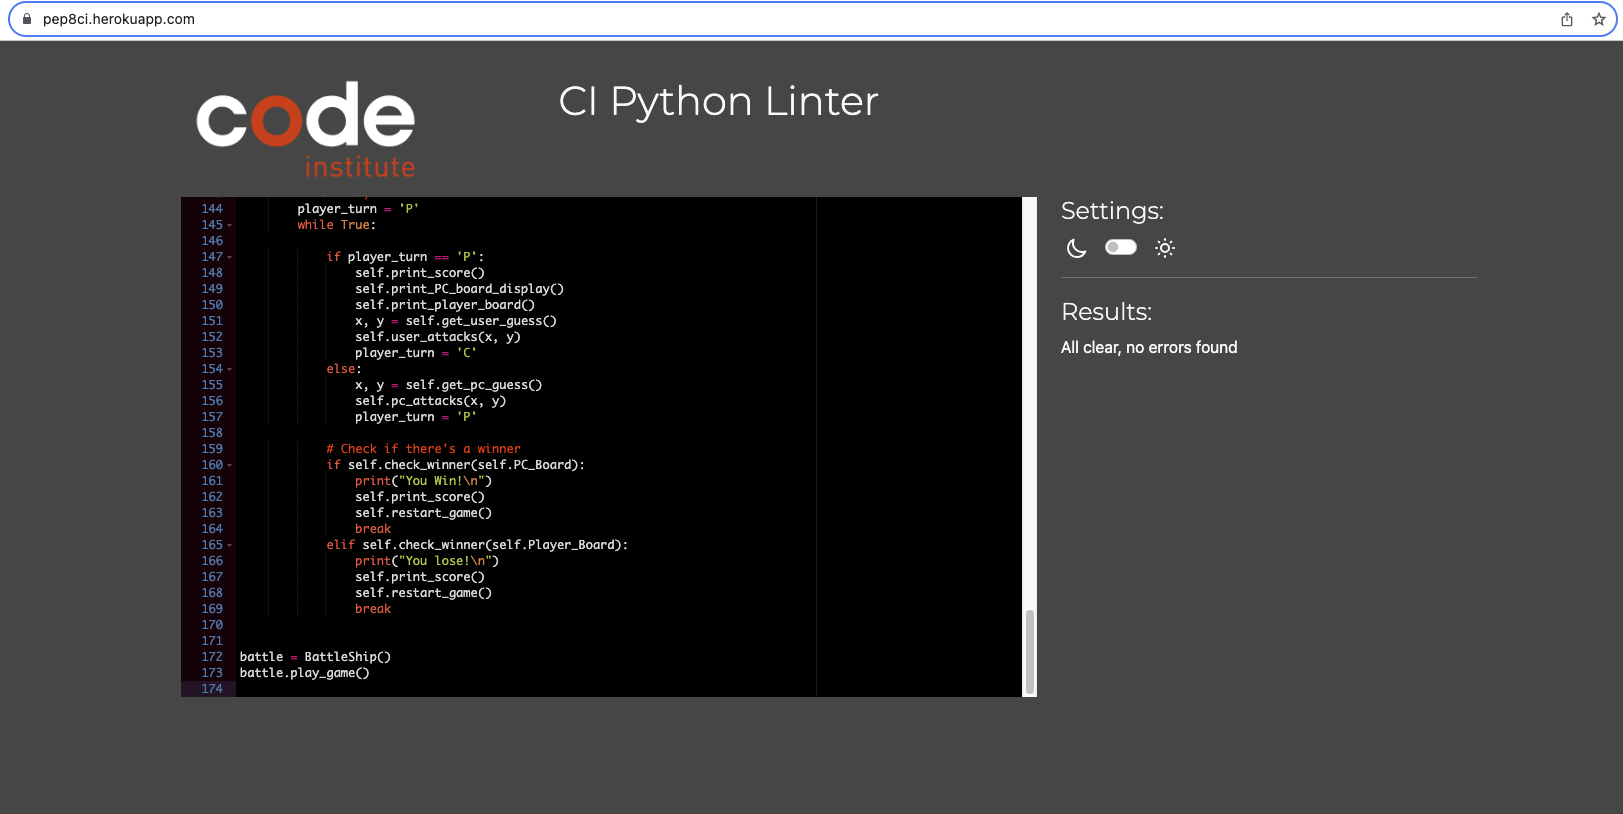 pep8ci.herokuapp.com
code
institute
CI Python Linter
144 player_turn = 'P'
145 while True:
146
147 if player_turn == 'P':
148 self.print_score()
149 self.print_PC_board_display()
150 self.print_player_board()
151 x, y = self.get_user_guess()
152 self.user_attacks(x, y)
153 player_turn = 'C'
154 else:
155 x, y = self.get_pc_guess()
156 self.pc_attacks(x, y)
157 player_turn = 'P'
158
159 # Check if there's a winner
160 if self.check_winner(self.PC_Board):
161 print("You Win!\n")
162 self.print_score()
163 self.restart_game()
164 break
165 elif self.check_winner(self.Player_Board):
166 print("You lose!\n")
167 self.print_score()
168 self.restart_game()
169 break
170
171
172 battle = BattleShip()
173 battle.play_game()
174
Settings:
Results:
All clear, no errors found